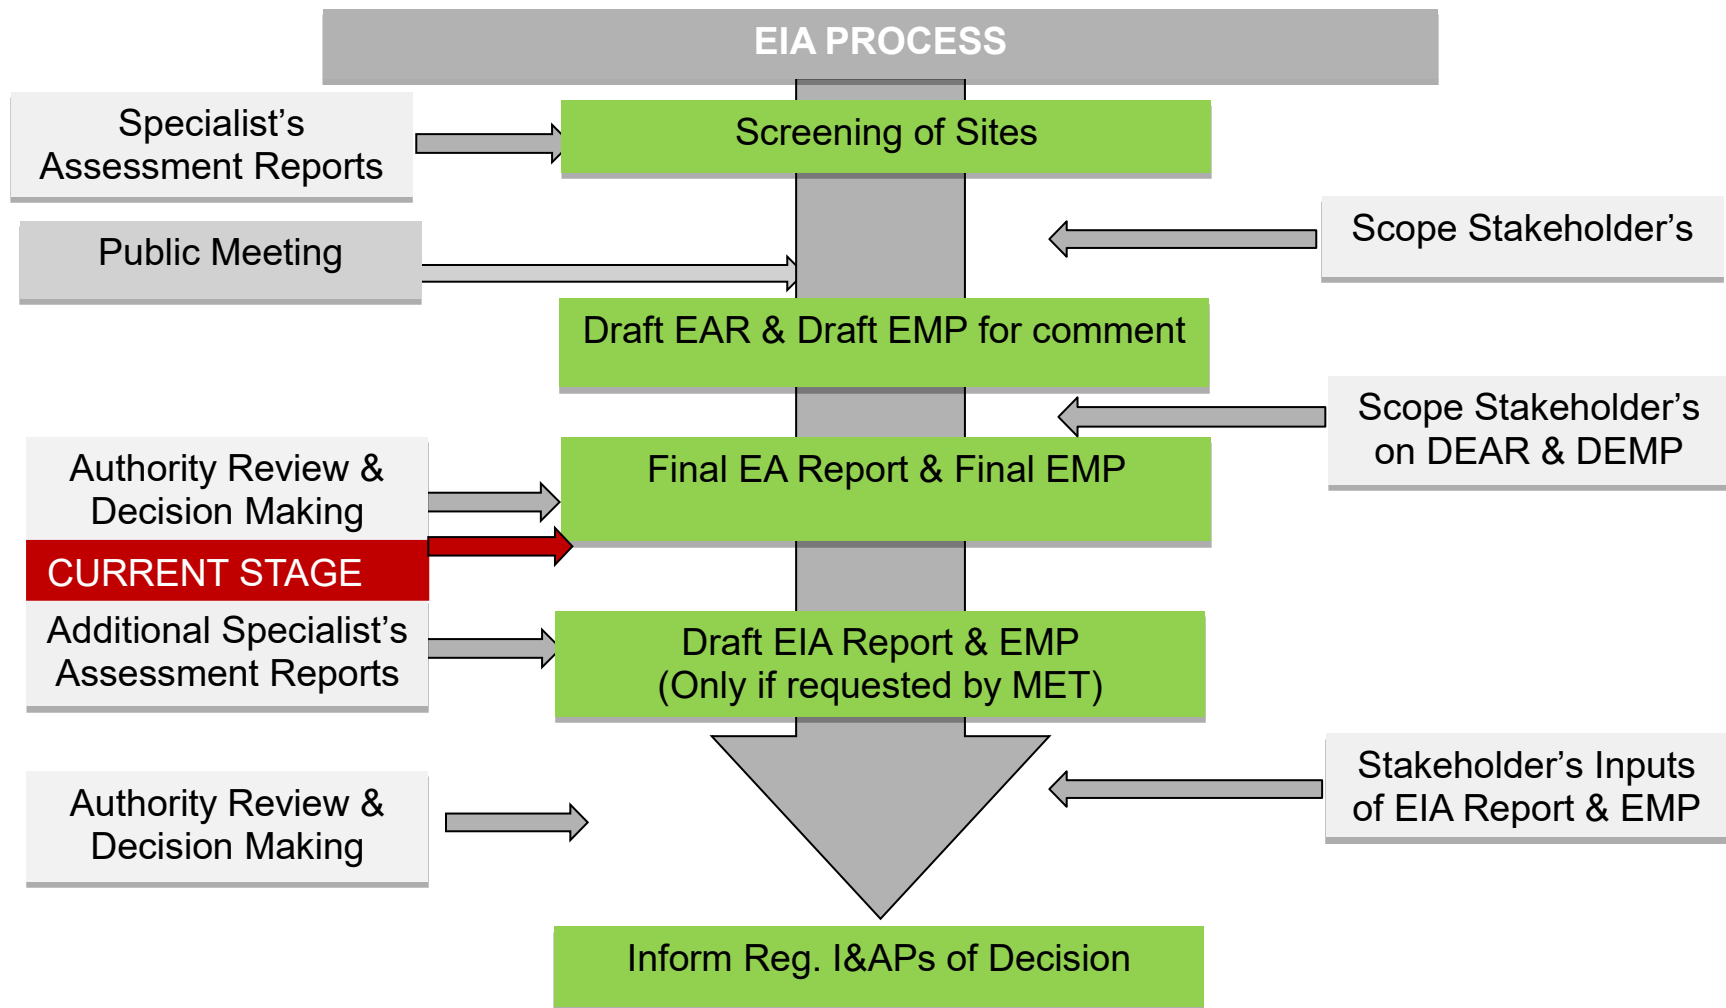 EIA PROCESS
Specialist’s
Assessment Reports
Screening of Sites
Scope Stakeholder’s
Public Meeting
Draft EAR & Draft EMP for comment
Scope Stakeholder’s
on DEAR & DEMP
Authority Review &
Decision Making
Final EA Report & Final EMP
CURRENT STAGE
Additional Specialist’s
Assessment Reports
Draft EIA Report & EMP
(Only if requested by MET)
Stakeholder’s Inputs
of EIA Report & EMP
Authority Review &
Decision Making
Inform Reg. I&APs of Decision